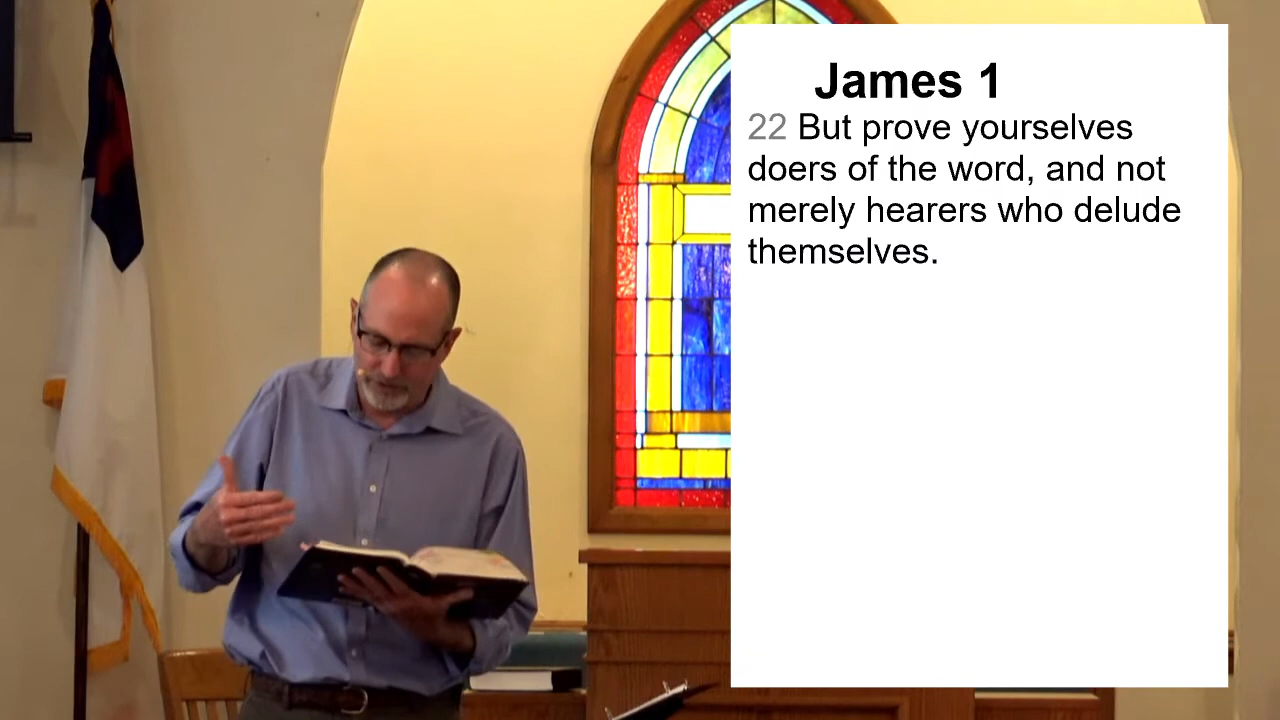 James 1
22 But prove yourselves
doers of the word, and not
merely hearers who delude
themselves.